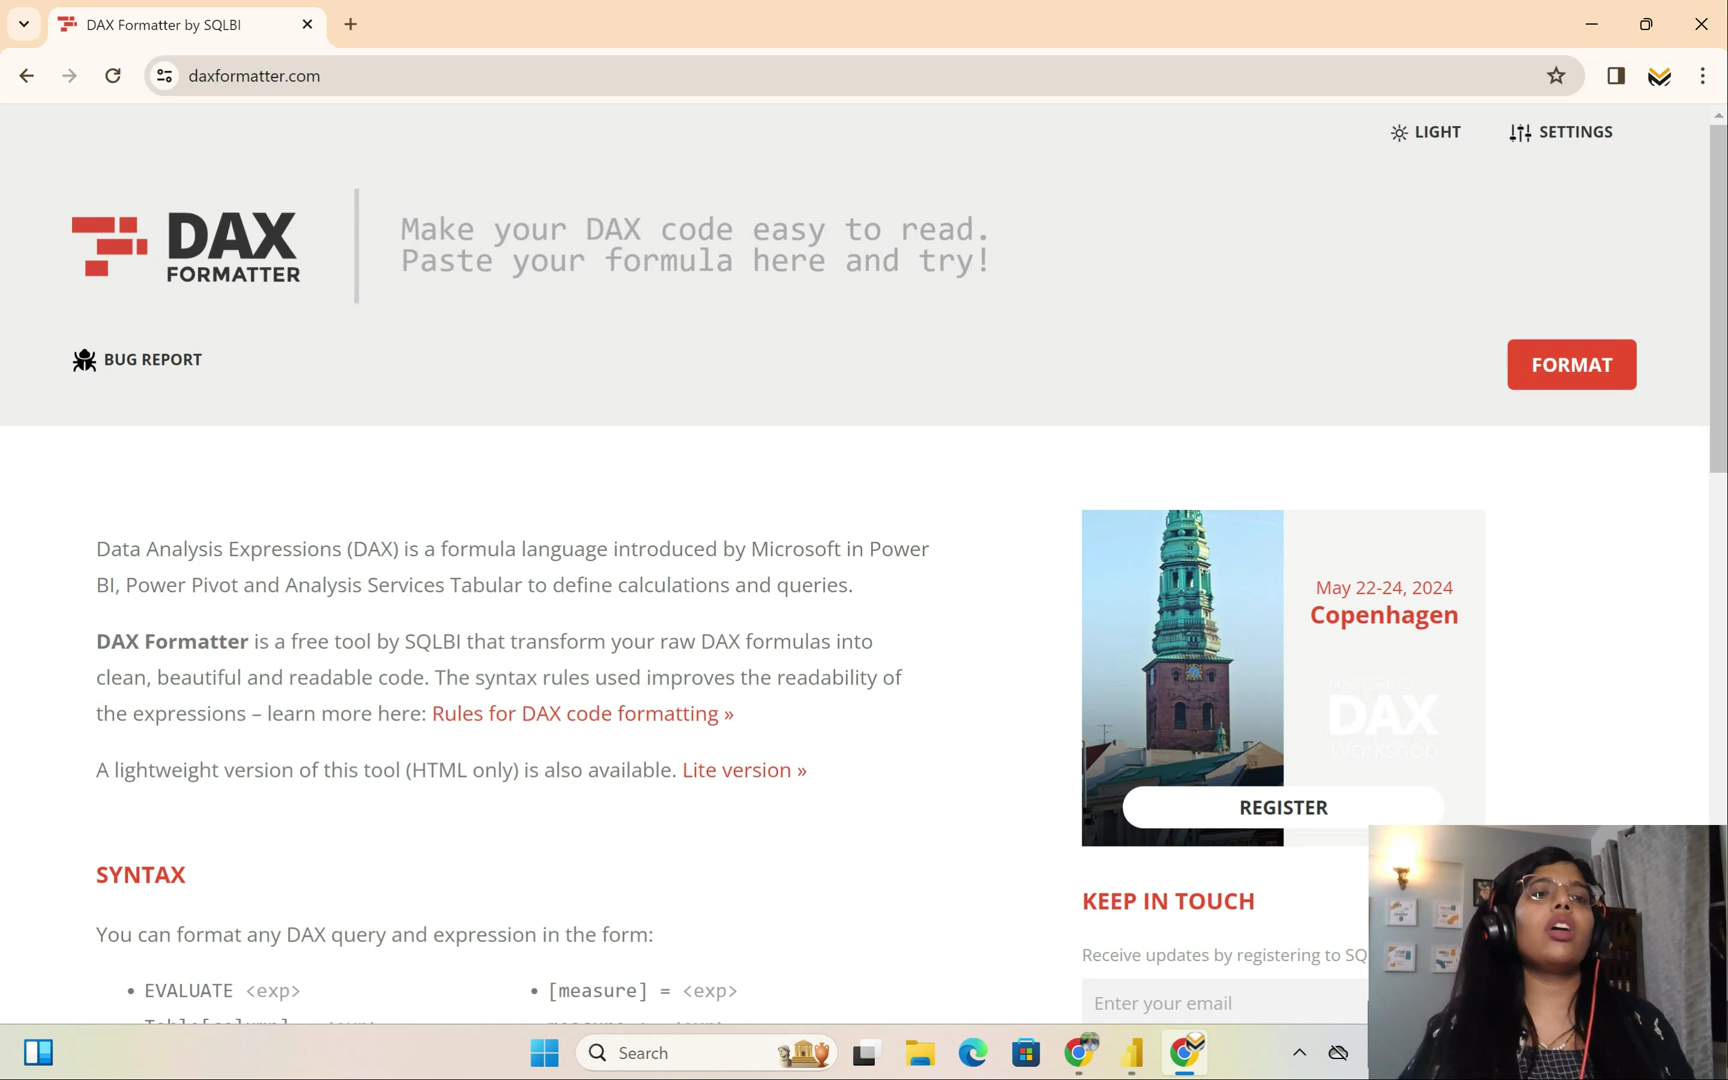 DAX Formatter by SQLBI
daxformatter.com
LIGHT
SETTINGS
DAX
FORMATTER
Make your DAX code easy to read.
Paste your formula here and try!
BUG REPORT
FORMAT
Data Analysis Expressions (DAX) is a formula language introduced by Microsoft in Power
BI, Power Pivot and Analysis Services Tabular to define calculations and queries.
DAX Formatter is a free tool by SQLBI that transform your raw DAX formulas into
clean, beautiful and readable code. The syntax rules used improves the readability of
the expressions – learn more here: Rules for DAX code formatting »
A lightweight version of this tool (HTML only) is also available. Lite version »
May 22-24, 2024
Copenhagen
MASTERING
DAX
Workshop
REGISTER
SYNTAX
You can format any DAX query and expression in the form:
• EVALUATE <exp>
• [measure] = <exp>
KEEP IN TOUCH
Receive updates by registering to SQ
Enter your email
Search